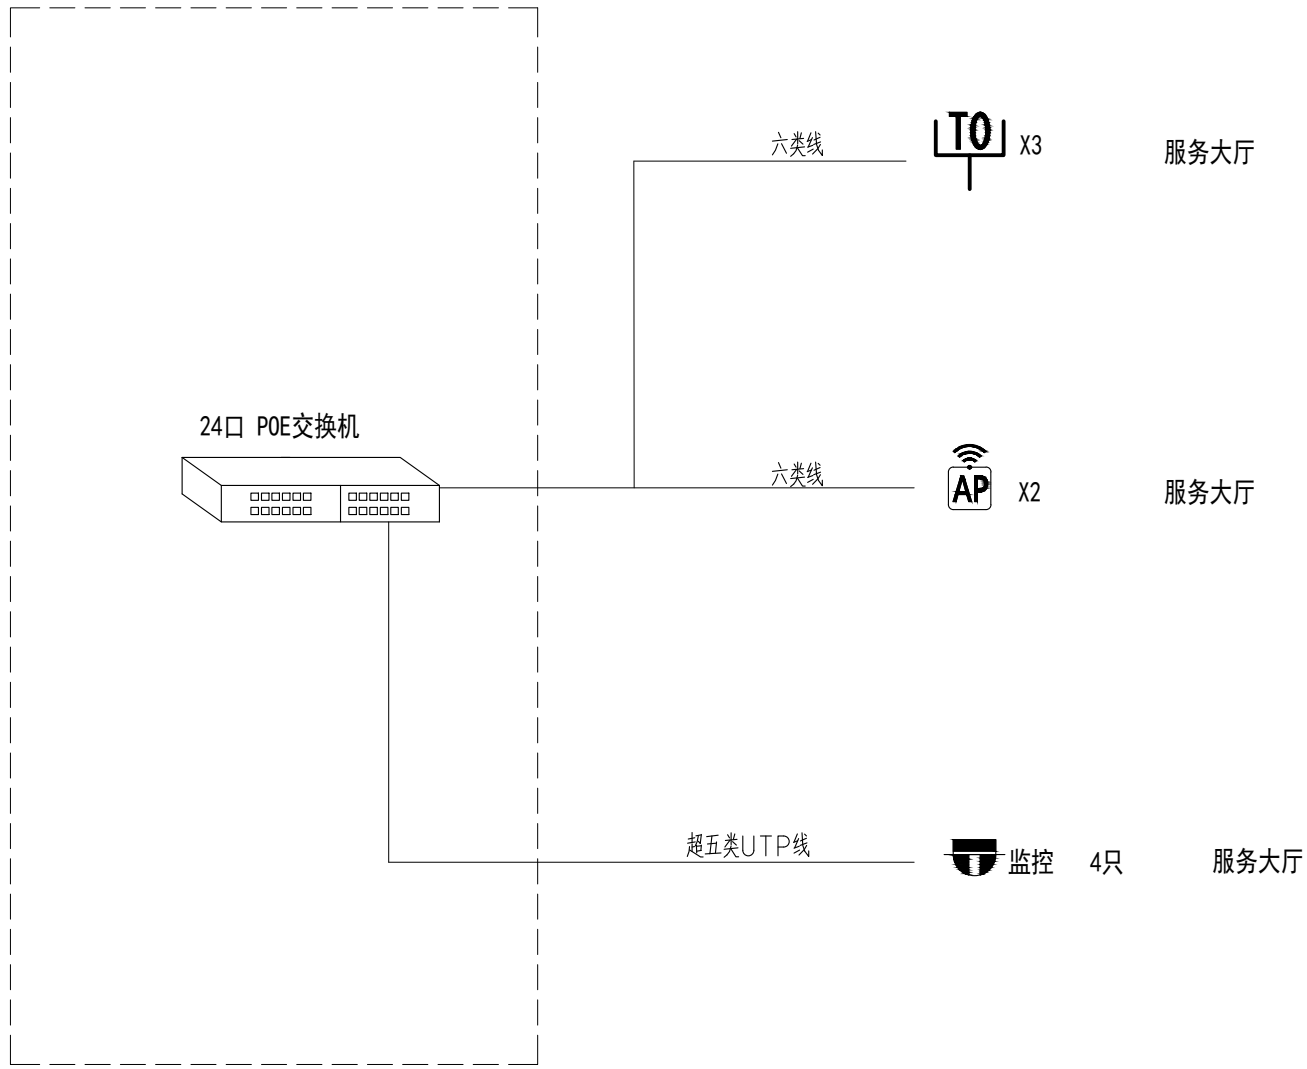 六类线
TO X3 服务大厅
24口 POE交换机
六类线
AP X2 服务大厅
超五类UTP线
监控 4只 服务大厅